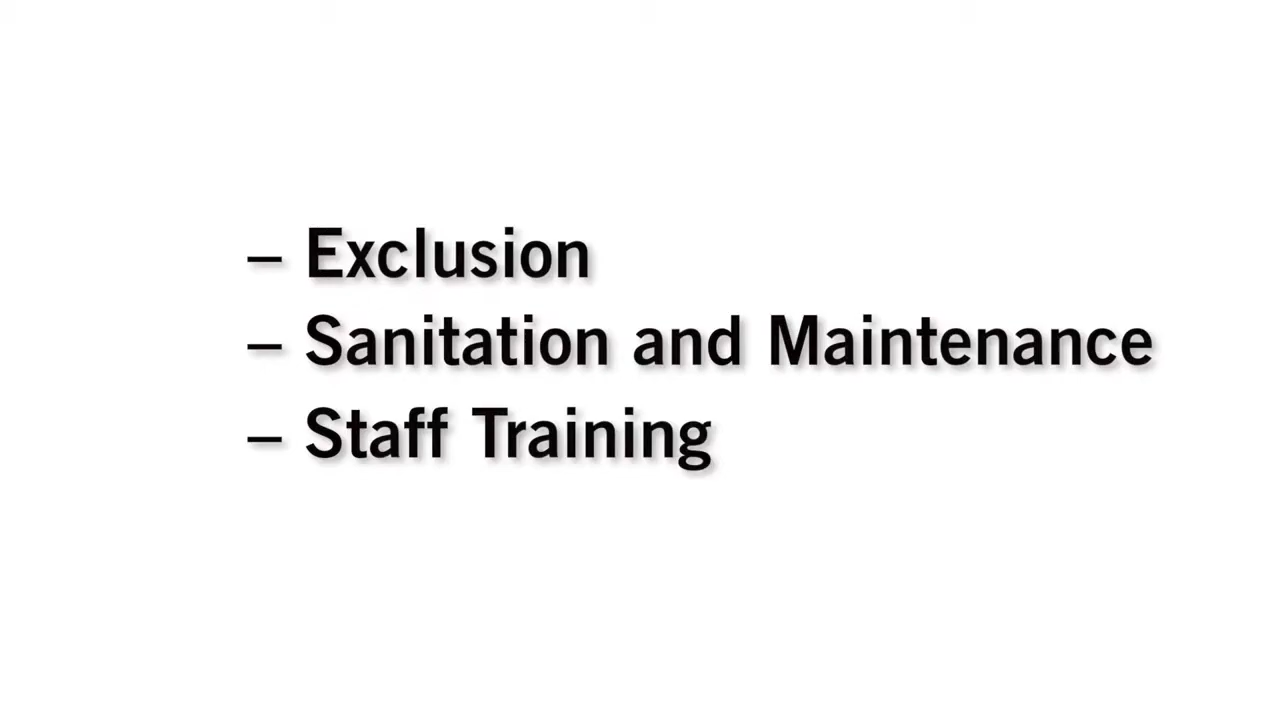 – Exclusion
– Sanitation and Maintenance
– Staff Training